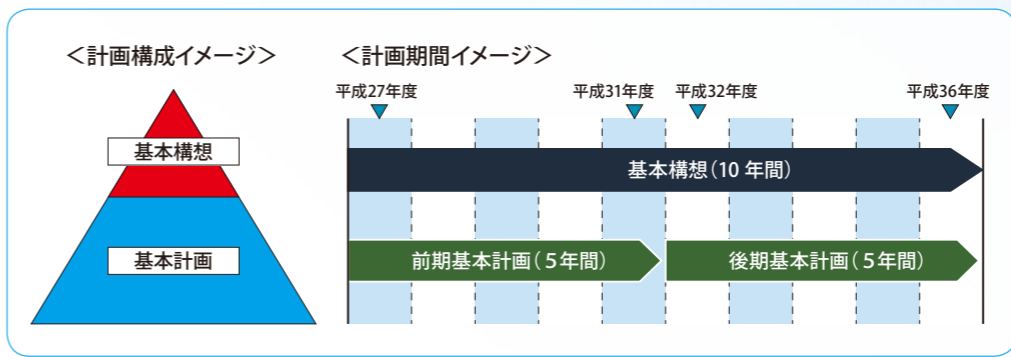 ＜計画構成イメージ＞
基本構想
基本計画
＜計画期間イメージ＞
平成27年度
平成31年度
平成32年度
平成36年度
基本構想（10 年間）
前期基本計画（５年間）
後期基本計画（５年間）